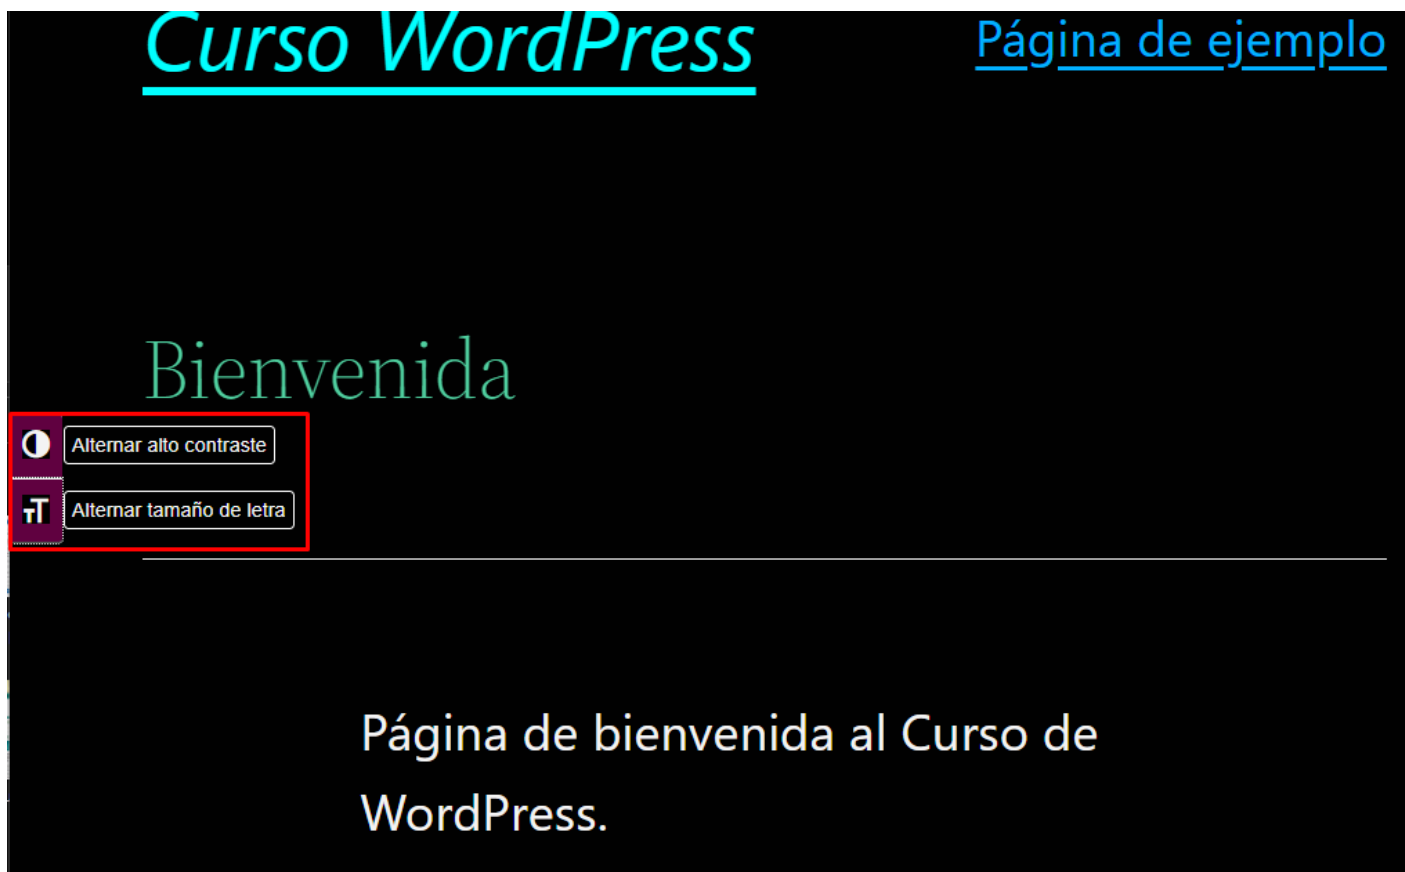 Curso WordPress
Página de ejemplo
Bienvenida
Alternar alto contraste
Alternar tamaño de letra
Página de bienvenida al Curso de
WordPress.